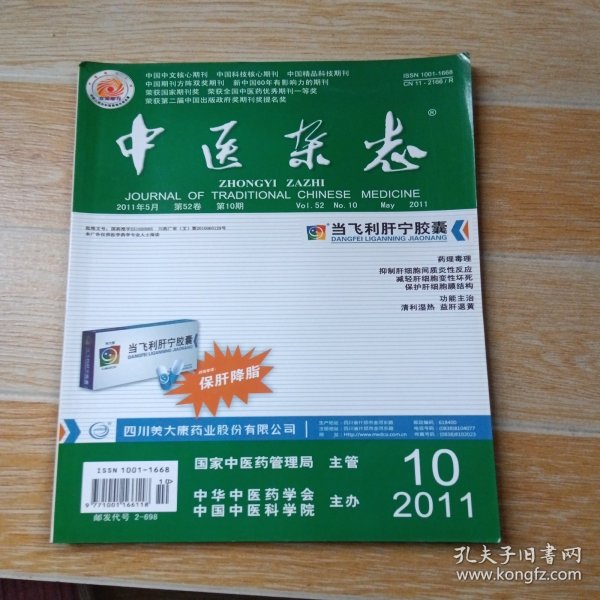 中国中文核心期刊 中国科技核心期刊 中国精品科技期刊
中国期刊方阵双奖期刊 新中国60年有影响力的期刊
荣获国家期刊奖 荣获全国中医药优秀期刊一等奖
荣获第二届中国出版政府奖期刊奖提名奖
ISSN 1001-1668
CN 11-2166/R
中医杂志®
ZHONGYI ZAZHI
JOURNAL OF TRADITIONAL CHINESE MEDICINE
2011年5月 第52卷 第10期 Vol.52 No.10 May 2011
当飞利肝宁胶囊
DANGFEI LIGANNING JIAONANG
药理毒理
抑制肝细胞间质炎性反应
减轻肝细胞变性坏死
保护肝细胞膜结构
功能主治
清利湿热 益肝退黄
当飞利肝宁胶囊
DANGFEI LIGANNING JIAONANG
保肝降脂
四川美大康药业股份有限公司
ISSN 1001-1668
10
9 771001 166118
邮发代号 2-698
国家中医药管理局 主管
中华中医药学会
中国中医科学院 主办
10
2011
孔夫子旧书网
www.kongfz.com